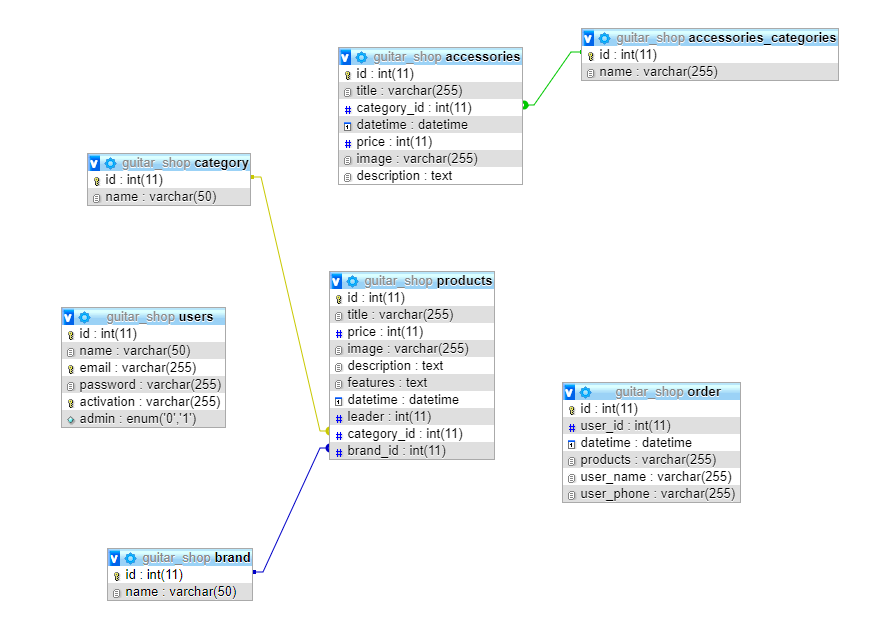 guitar_shop accessories_categories
id : int(11)
name : varchar(255)
guitar_shop accessories
id : int(11)
title : varchar(255)
category_id : int(11)
datetime : datetime
price : int(11)
image : varchar(255)
description : text
guitar_shop category
id : int(11)
name : varchar(50)
guitar_shop products
id : int(11)
title : varchar(255)
price : int(11)
image : varchar(255)
description : text
features : text
datetime : datetime
leader : int(11)
category_id : int(11)
brand_id : int(11)
guitar_shop users
id : int(11)
name : varchar(50)
email : varchar(255)
password : varchar(255)
activation : varchar(255)
admin : enum('0','1')
guitar_shop order
id : int(11)
user_id : int(11)
datetime : datetime
products : varchar(255)
user_name : varchar(255)
user_phone : varchar(255)
guitar_shop brand
id : int(11)
name : varchar(50)